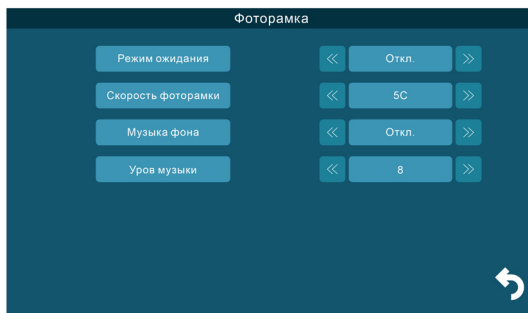 Фоторамка
Режим ожидания Откл.
Скорость фоторамки 5С
Музыка фона Откл.
Уров музыки 8